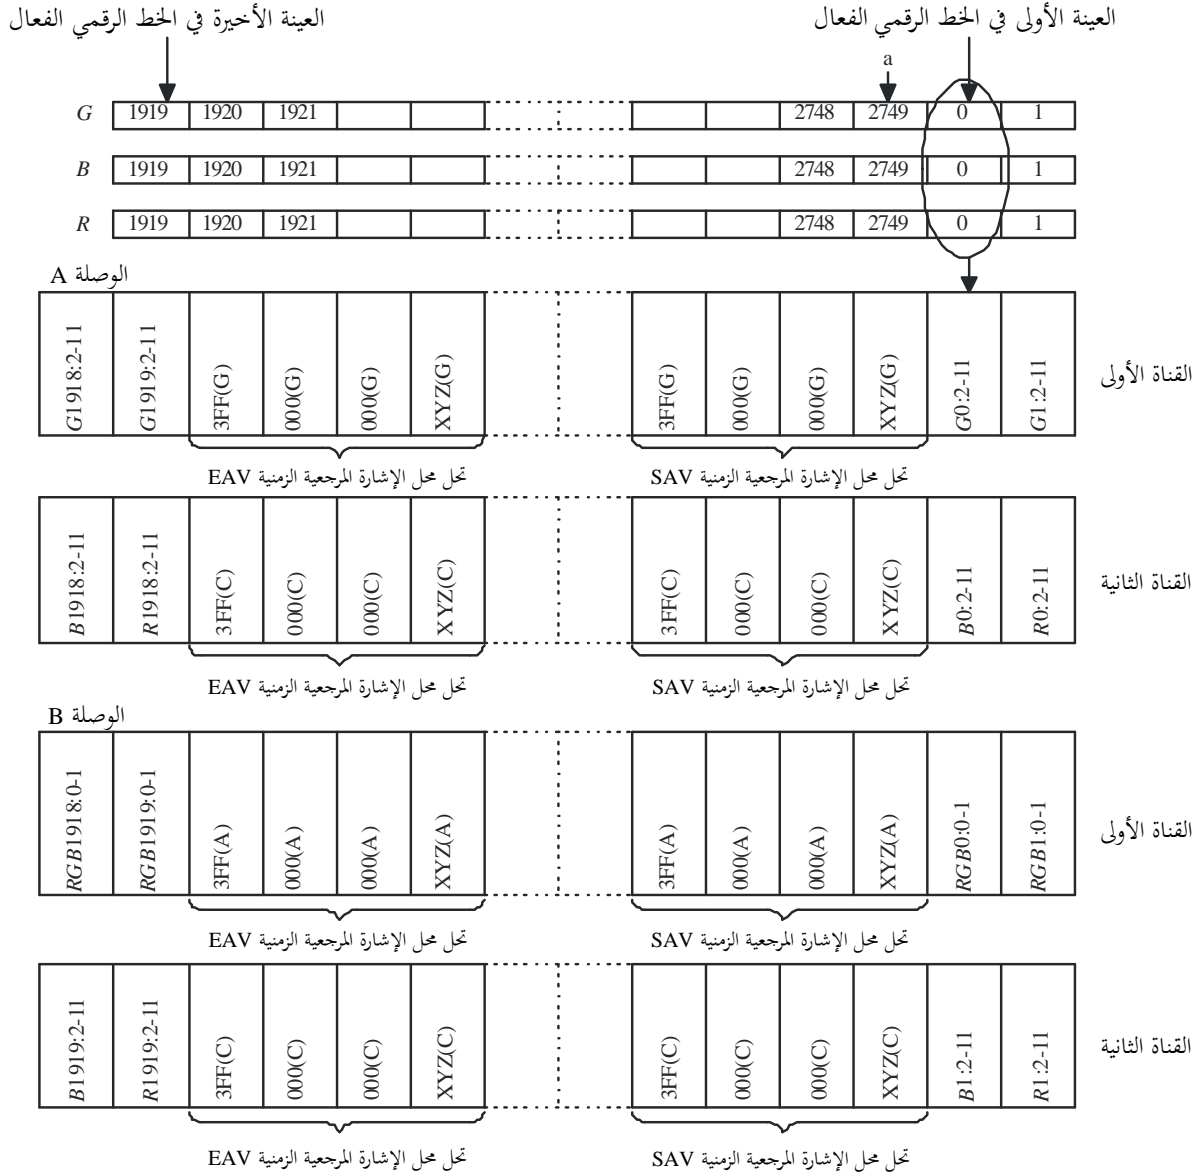 العينة الأولى في الخط الرقمي الفعال
العينة الأخيرة في الخط الرقمي الفعال
a
G 1919 1920 1921 2748 2749 0 1
B 1919 1920 1921 2748 2749 0 1
R 1919 1920 1921 2748 2749 0 1
الوصلة A
القناة الأولى
G1918:2-11 G1919:2-11 3FF(G) 000(G) 000(G) XYZ(G) 3FF(G) 000(G) 000(G) XYZ(G) G0:2-11 G1:2-11
تحل محل الإشارة المرجعية الزمنية EAV
تحل محل الإشارة المرجعية الزمنية SAV
القناة الثانية
B1918:2-11 R1918:2-11 3FF(C) 000(C) 000(C) XYZ(C) 3FF(C) 000(C) 000(C) XYZ(C) B0:2-11 R0:2-11
تحل محل الإشارة المرجعية الزمنية EAV
تحل محل الإشارة المرجعية الزمنية SAV
الوصلة B
القناة الأولى
RGB1918:0-1 RGB1919:0-1 3FF(A) 000(A) 000(A) XYZ(A) 3FF(A) 000(A) 000(A) XYZ(A) RGB0:0-1 RGB1:0-1
تحل محل الإشارة المرجعية الزمنية EAV
تحل محل الإشارة المرجعية الزمنية SAV
القناة الثانية
B1919:2-11 R1919:2-11 3FF(C) 000(C) 000(C) XYZ(C) 3FF(C) 000(C) 000(C) XYZ(C) B1:2-11 R1:2-11
تحل محل الإشارة المرجعية الزمنية EAV
تحل محل الإشارة المرجعية الزمنية SAV